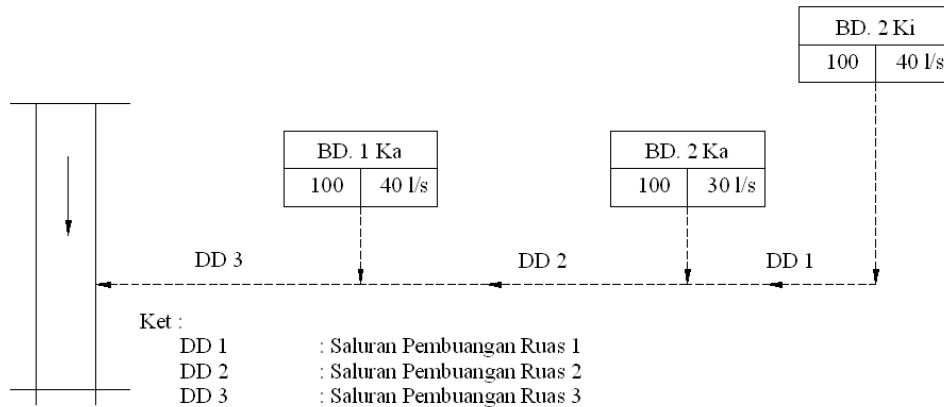 BD. 2 Ki
100 40 l/s
BD. 1 Ka
100 40 l/s
BD. 2 Ka
100 30 l/s
DD 3
DD 2
DD 1
Ket :
DD 1 : Saluran Pembuangan Ruas 1
DD 2 : Saluran Pembuangan Ruas 2
DD 3 : Saluran Pembuangan Ruas 3